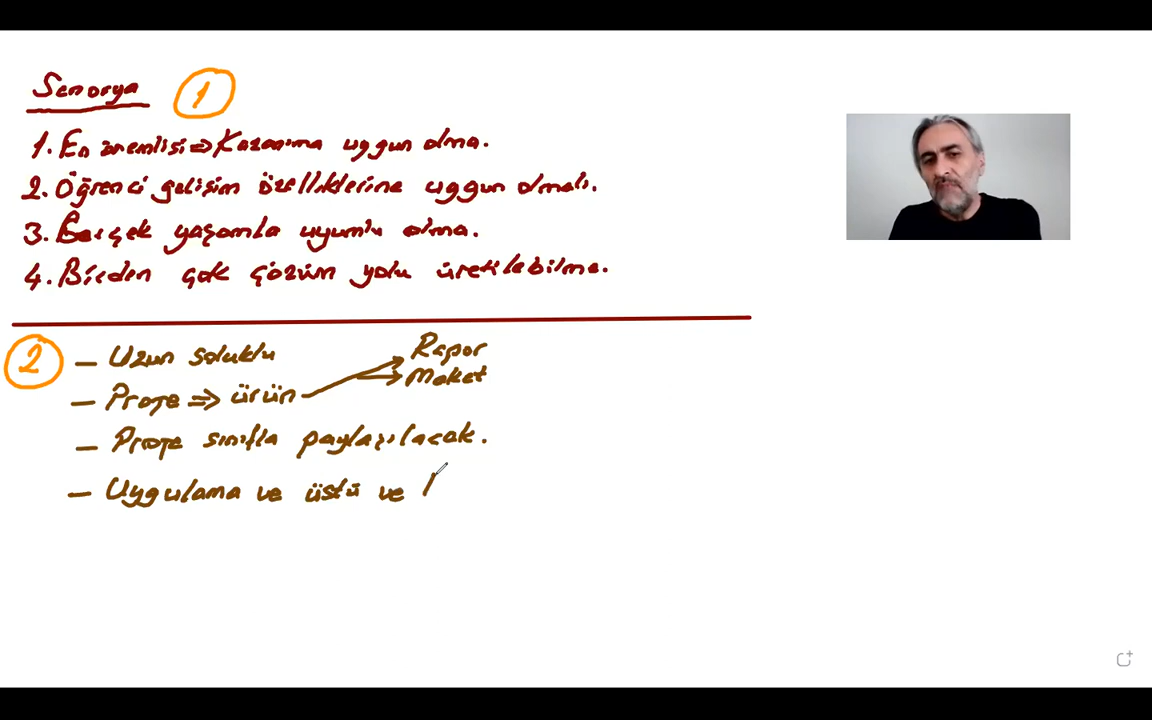 Senorya 1
1. En önemlisi ⇒ Kazanıma uygun olma.
2. Öğrenci gelişim özelliklerine uygun olmalı.
3. Gerçek yaşamla uyumlu olma.
4. Birden çok çözüm yolu üretilebilme.
2 — Uzun soluklu
— Proje ⇒ ürün → Rapor
→ Maket
— Proje sınıfla paylaşılacak.
— Uygulama ve üstü ve